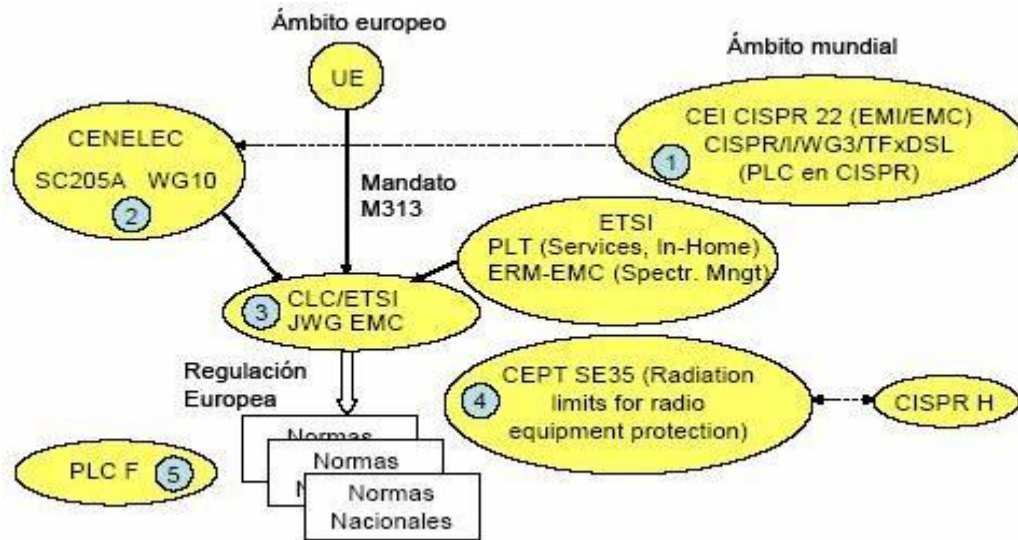 Ámbito europeo
UE
Ámbito mundial
CEI CISPR 22 (EMI/EMC)
CISPR/I/WG3/TFxDSL
(PLC en CISPR)
1
CENELEC
SC205A WG10
2
Mandato
M313
ETSI
PLT (Services, In-Home)
ERM-EMC (Spectr. Mngt)
3
CLC/ETSI
JWG EMC
Regulación
Europea
4
CEPT SE35 (Radiation
limits for radio
equipment protection)
CISPR H
PLC F 5
Normas
Normas
N
Normas
Nacionales